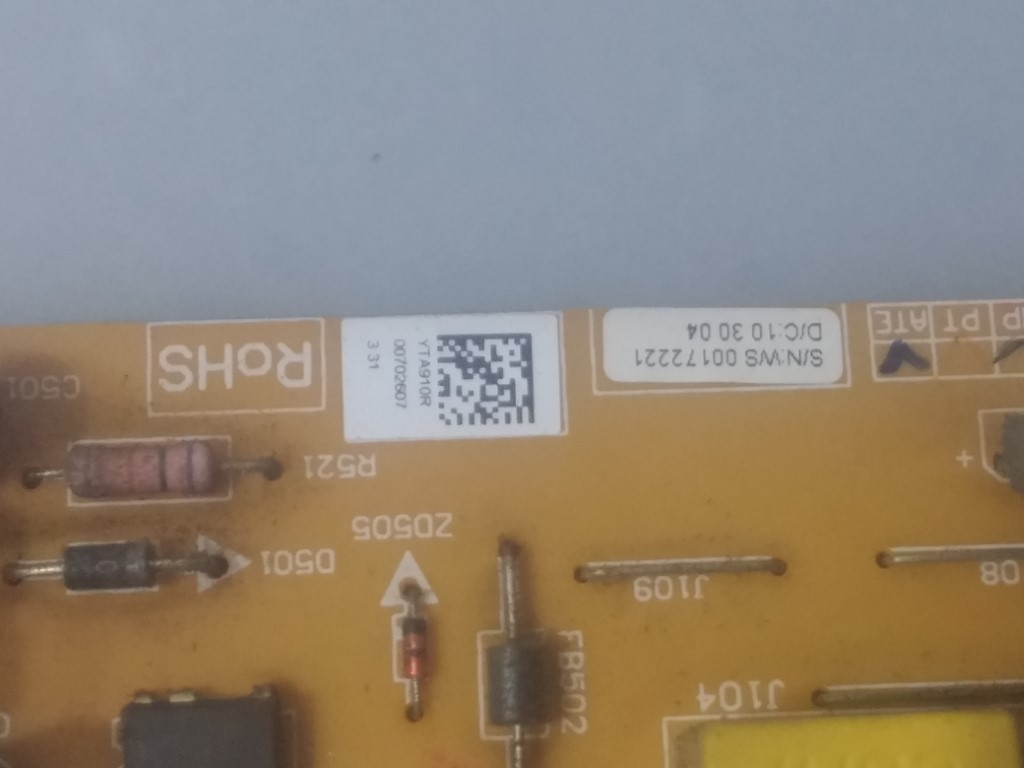 RoHS
YTA910R
00702607
3 31
S/N:WS 00172221
D/C:10 30 04
ATE
PT
C501
R521
ZD505
D501
J109
FB502
J104